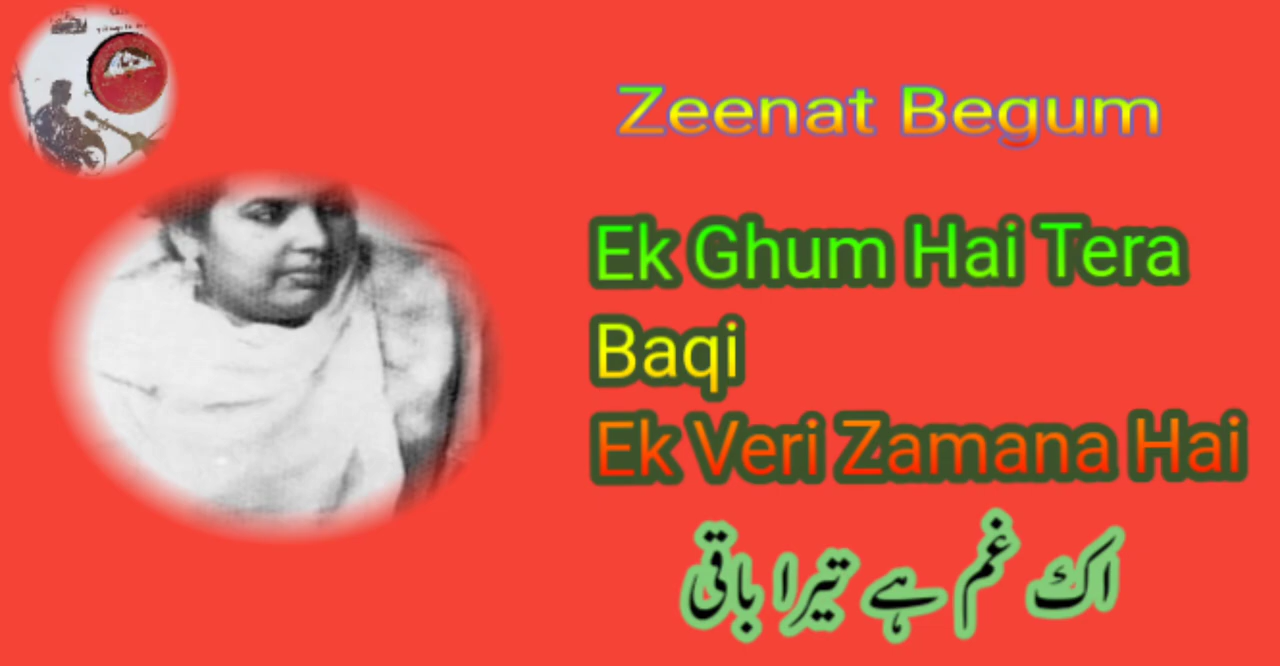 Zeenat Begum
Ek Ghum Hai Tera
Baqi
Ek Veri Zamana Hai
اک غم ہے تیرا باقی